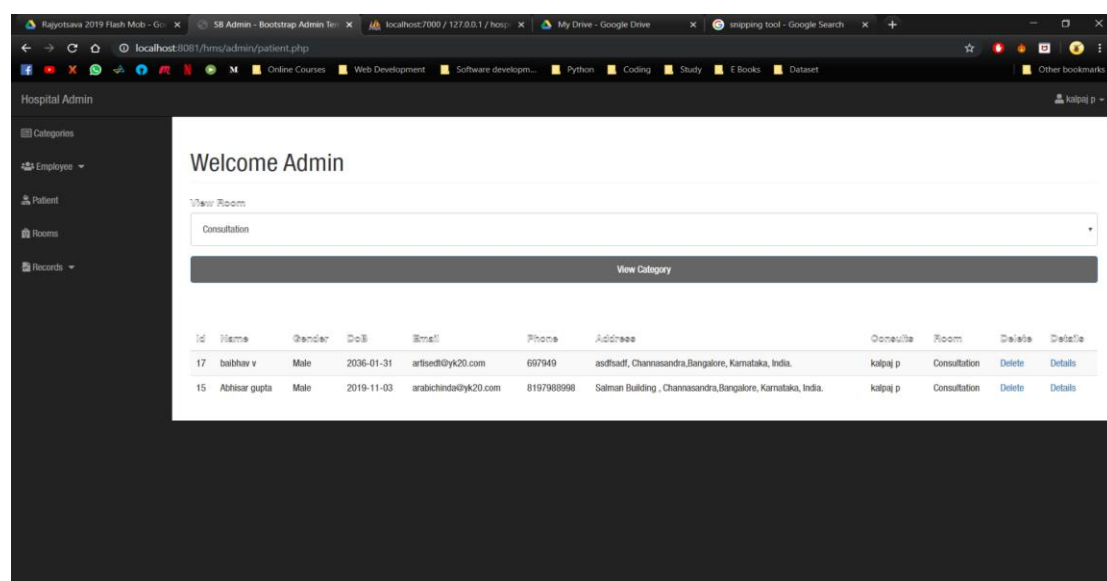 Rajyotsava 2019 Flash Mob - Go SB Admin - Bootstrap Admin Ten localhost:7000 / 127.0.0.1 / hosp My Drive - Google Drive snipping tool - Google Search
localhost:8081/hms/admin/patient.php
M Online Courses Web Development Software developm... Python Coding Study E Books Dataset Other bookmarks
Hospital Admin kalpaj p
Categories
Employee
Patient
Rooms
Records
Welcome Admin
View Room
Consultation
View Category
Id Name Gender DoB Email Phone Address Consults Room Delete Details
17 baibhav v Male 2036-01-31 artisedt@yk20.com 697949 asdfsadf, Channasandra,Bangalore, Karnataka, India. kalpaj p Consultation Delete Details
15 Abhisar gupta Male 2019-11-03 arabichinda@yk20.com 8197988998 Salman Building , Channasandra,Bangalore, Karnataka, India. kalpaj p Consultation Delete Details